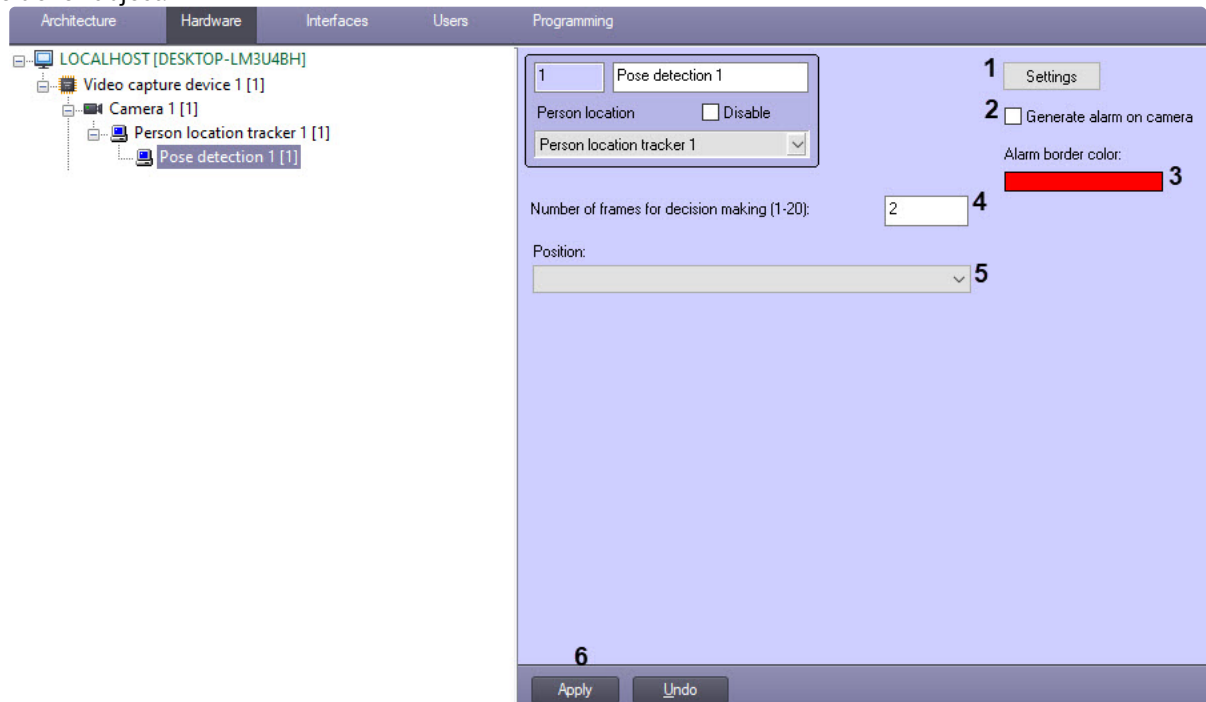 Architecture Hardware Interfaces Users Programming
LOCALHOST [DESKTOP-LM3U4BH]
Video capture device 1 [1]
Camera 1 [1]
Person location tracker 1 [1]
Pose detection 1 [1]
1 Pose detection 1
Person location Disable
Person location tracker 1
1 Settings
2 Generate alarm on camera
Alarm border color:
3
Number of frames for decision making (1-20): 2 4
Position:
5
6
Apply Undo